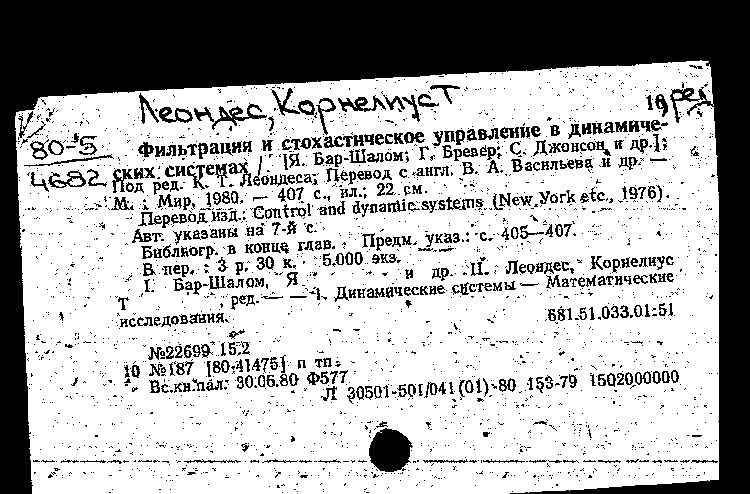 Леондес, Корнелиус Т
10, ред
80-5
4682
Фильтрация и стохастическое управление в динамиче-
ских системах / [Я. Бар-Шалом; Г. Бревер; С. Джонсон и др.];
Под ред. К. Т. Леондеса; Перевод с англ. В. А. Васильева и др. —
М. : Мир, 1980. — 407 с., ил.; 22 см.
Перевод изд.: Control and dynamic systems (New York etc., 1976).
Авт. указаны на 7-й с.
Библиогр. в конце глав. Предм. указ.: с. 405—407.
В пер. : 3 р. 30 к. 5.000 экз.
I. Бар-Шалом, Я и др. II. Леондес, Корнелиус
Т , ред. — — 1. Динамические системы — Математические
исследования.
681.51.033.01:51
№22699 15.2
10 №187 [80-41475] п тп.
Вс.кн.пал. 30.06.80 Ф577
Л 30501-501/041(01)-80 153-79 1502000000